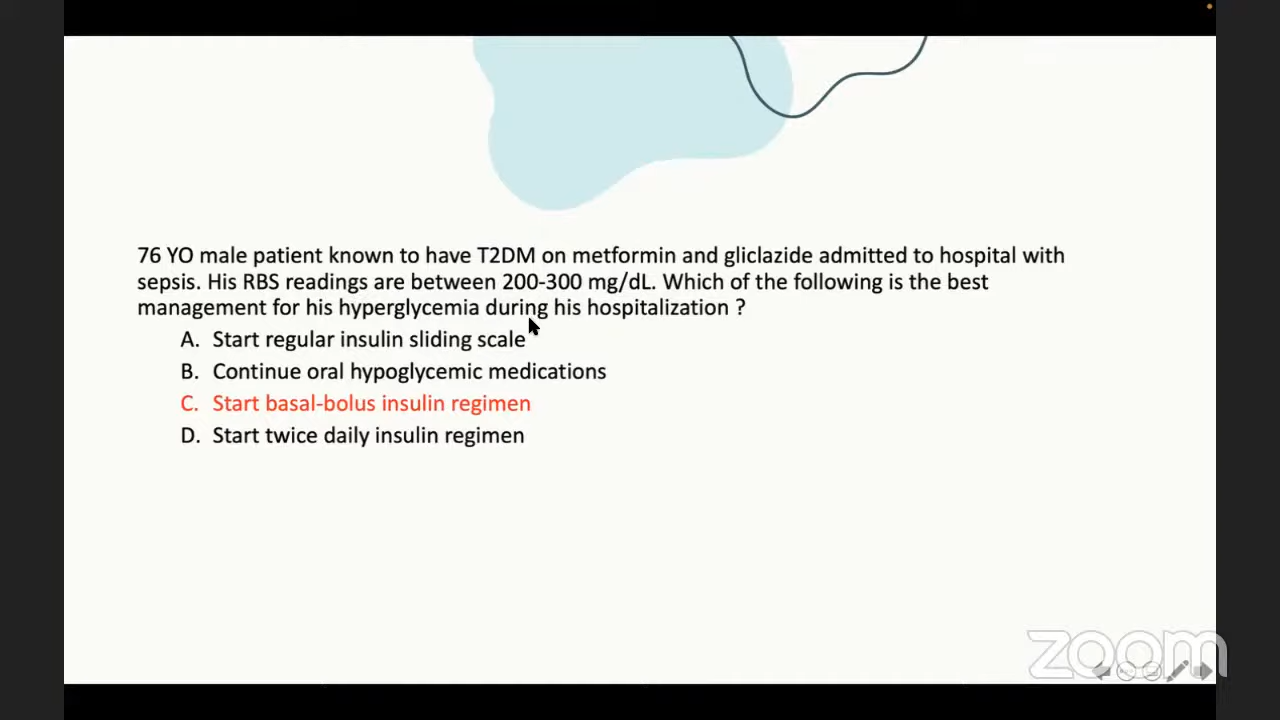 76 YO male patient known to have T2DM on metformin and gliclazide admitted to hospital with
sepsis. His RBS readings are between 200-300 mg/dL. Which of the following is the best
management for his hyperglycemia during his hospitalization ?
A. Start regular insulin sliding scale
B. Continue oral hypoglycemic medications
C. Start basal-bolus insulin regimen
D. Start twice daily insulin regimen
zoom